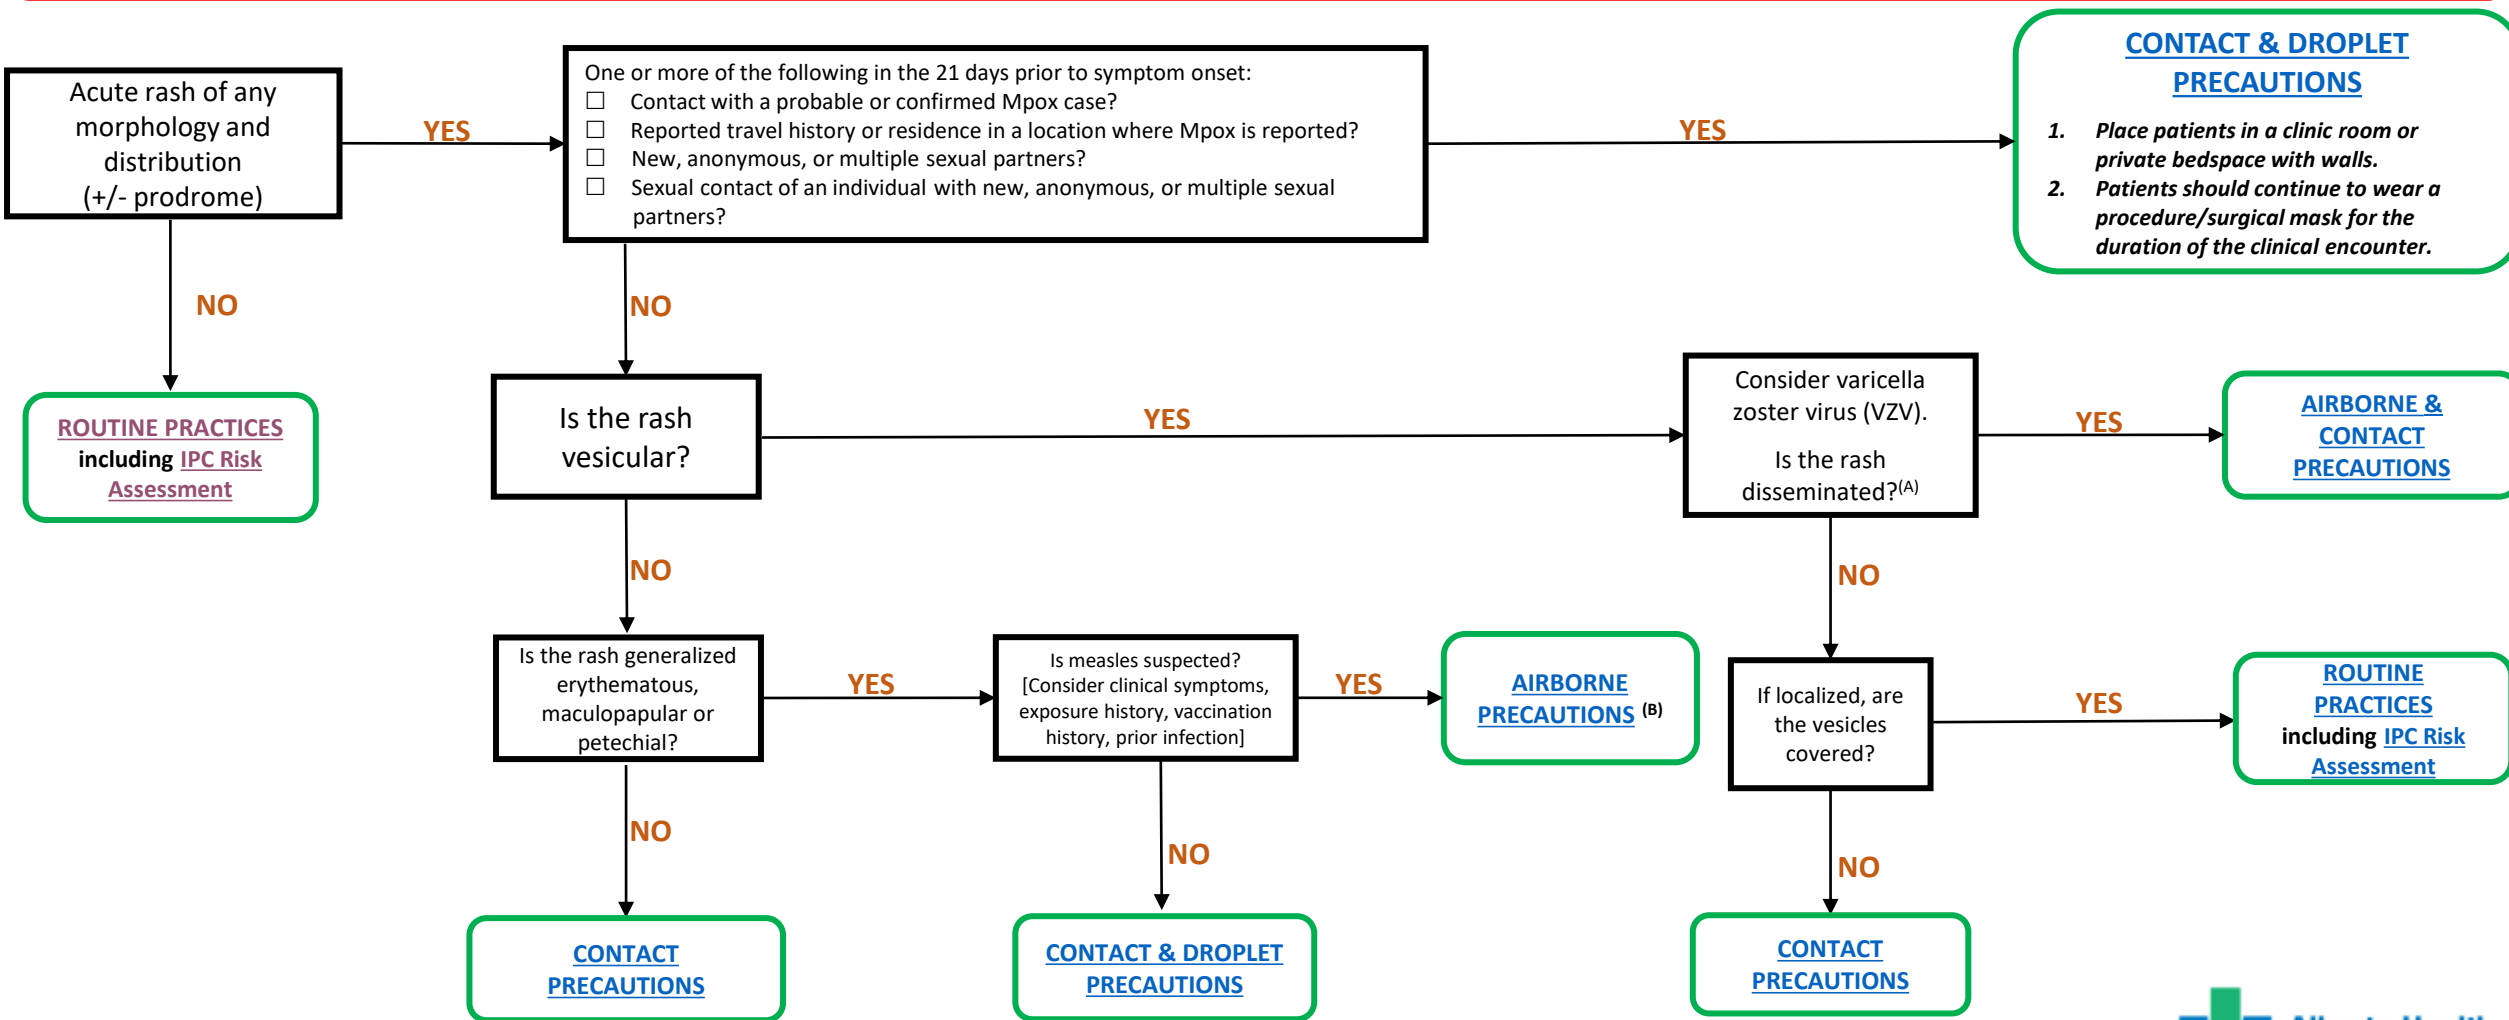 Acute rash of any
morphology and
distribution
(+/- prodrome)
YES
One or more of the following in the 21 days prior to symptom onset:
☐ Contact with a probable or confirmed Mpox case?
☐ Reported travel history or residence in a location where Mpox is reported?
☐ New, anonymous, or multiple sexual partners?
☐ Sexual contact of an individual with new, anonymous, or multiple sexual
partners?
YES
CONTACT & DROPLET
PRECAUTIONS
1. Place patients in a clinic room or
private bedspace with walls.
2. Patients should continue to wear a
procedure/surgical mask for the
duration of the clinical encounter.
NO
NO
ROUTINE PRACTICES
including IPC Risk
Assessment
Is the rash
vesicular?
YES
Consider varicella
zoster virus (VZV).
Is the rash
disseminated?(A)
YES
AIRBORNE &
CONTACT
PRECAUTIONS
NO
NO
Is the rash generalized
erythematous,
maculopapular or
petechial?
YES
Is measles suspected?
[Consider clinical symptoms,
exposure history, vaccination
history, prior infection]
YES
AIRBORNE
PRECAUTIONS (B)
If localized, are
the vesicles
covered?
YES
ROUTINE
PRACTICES
including IPC Risk
Assessment
NO
NO
NO
CONTACT
PRECAUTIONS
CONTACT & DROPLET
PRECAUTIONS
CONTACT
PRECAUTIONS